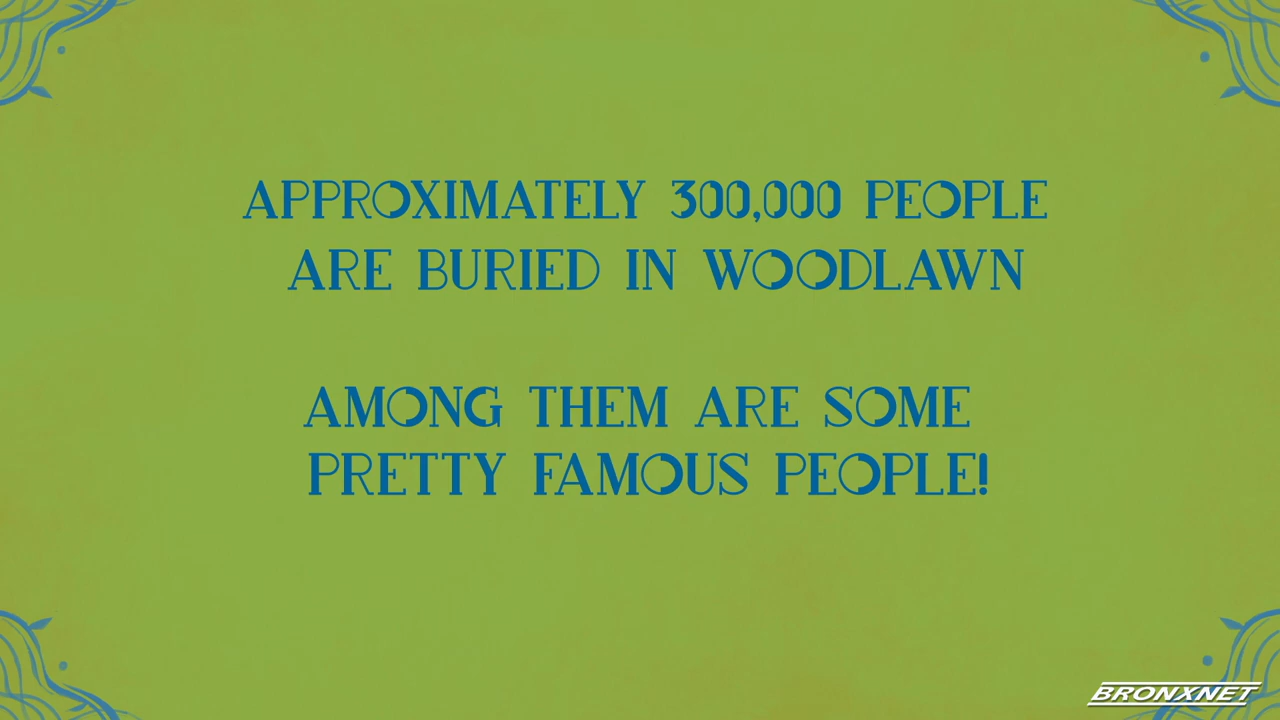 APPROXIMATELY 300,000 PEOPLE
ARE BURIED IN WOODLAWN
AMONG THEM ARE SOME
PRETTY FAMOUS PEOPLE!
BRONXNET